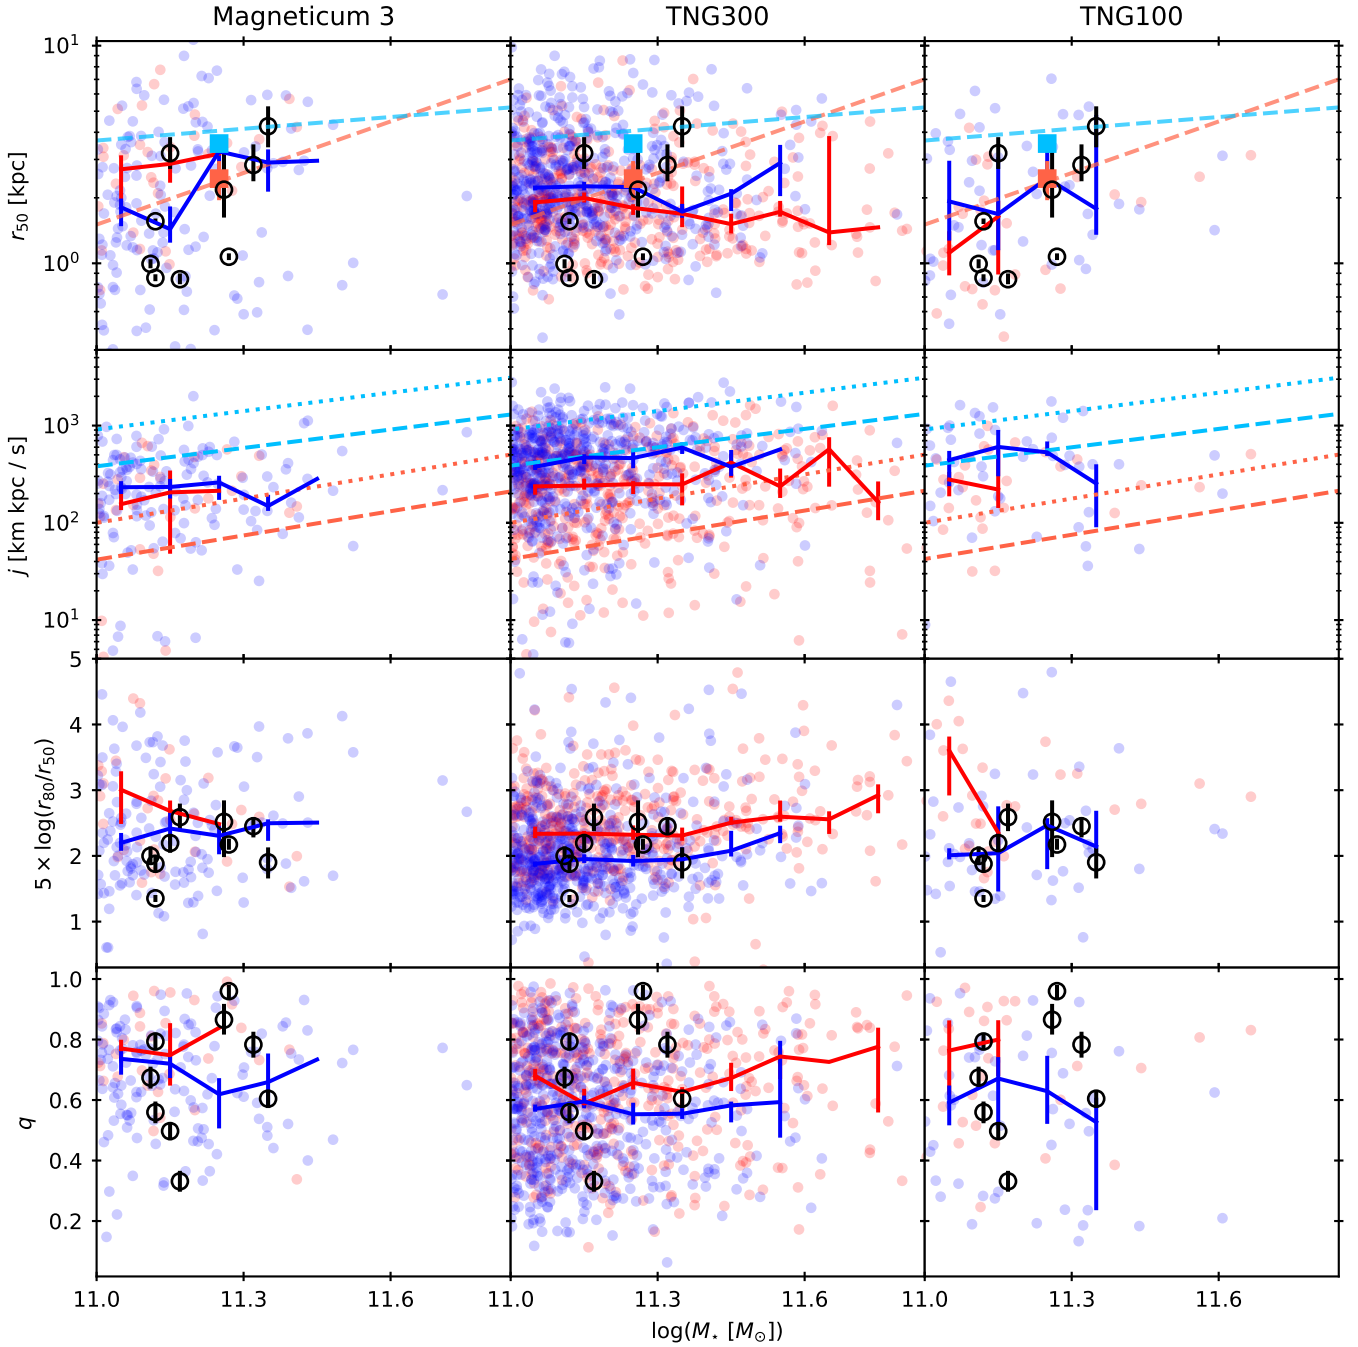 Magneticum 3 TNG300 TNG100
10¹
r₅₀ [kpc]
10⁰
10³
j [km kpc / s]
10²
10¹
5
4
3
5 × log(r₈₀/r₅₀)
2
1
1.0
0.8
0.6
q
0.4
0.2
11.0 11.3 11.6 11.0 11.3 11.6 11.0 11.3 11.6
log(M⋆ [M⊙])